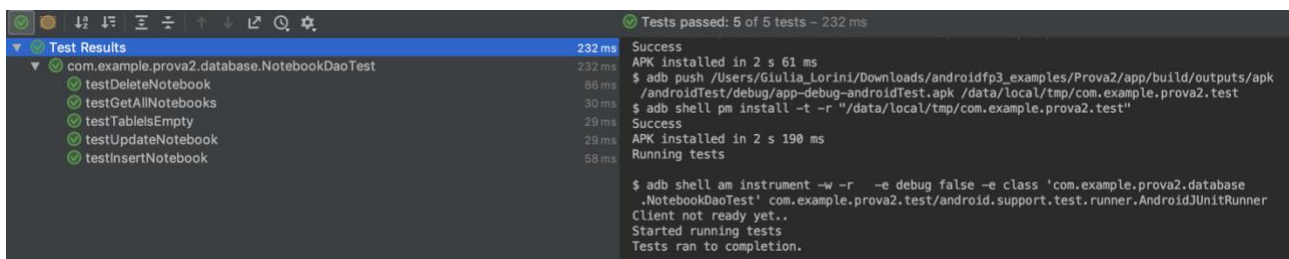 Tests passed: 5 of 5 tests – 232 ms
Test Results 232 ms
com.example.prova2.database.NotebookDaoTest 232 ms
testDeleteNotebook 86 ms
testGetAllNotebooks 30 ms
testTableIsEmpty 29 ms
testUpdateNotebook 29 ms
testInsertNotebook 58 ms
Success
APK installed in 2 s 61 ms
$ adb push /Users/Giulia_Lorini/Downloads/androidfp3_examples/Prova2/app/build/outputs/apk
/androidTest/debug/app-debug-androidTest.apk /data/local/tmp/com.example.prova2.test
$ adb shell pm install -t -r "/data/local/tmp/com.example.prova2.test"
Success
APK installed in 2 s 190 ms
Running tests
$ adb shell am instrument -w -r   -e debug false -e class 'com.example.prova2.database
.NotebookDaoTest' com.example.prova2.test/android.support.test.runner.AndroidJUnitRunner
Client not ready yet..
Started running tests
Tests ran to completion.